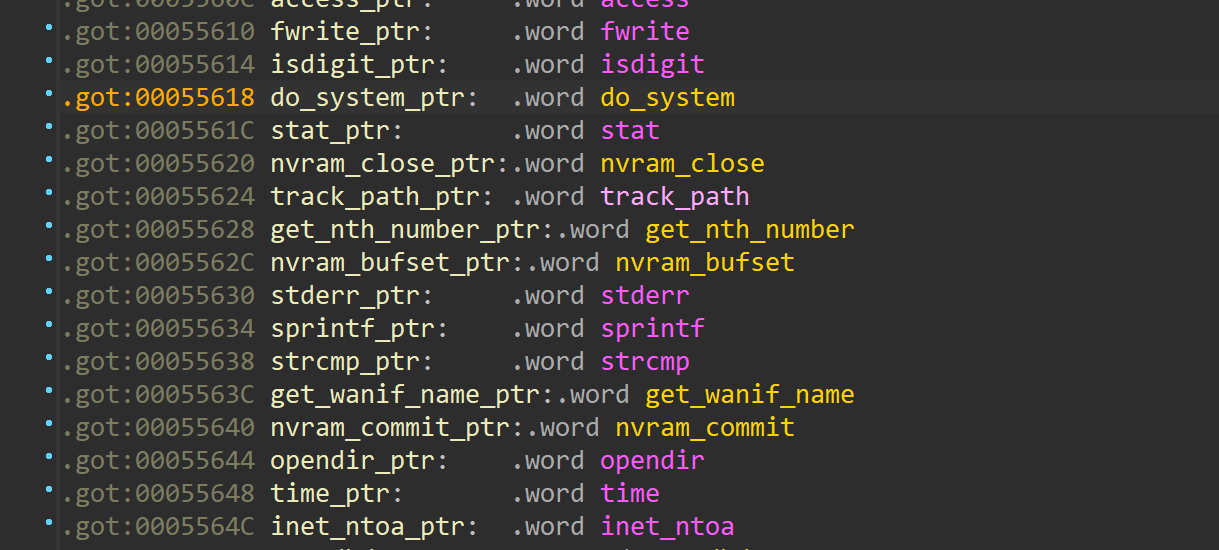 .got:0005560C access_ptr: .word access
.got:00055610 fwrite_ptr: .word fwrite
.got:00055614 isdigit_ptr: .word isdigit
.got:00055618 do_system_ptr: .word do_system
.got:0005561C stat_ptr: .word stat
.got:00055620 nvram_close_ptr:.word nvram_close
.got:00055624 track_path_ptr: .word track_path
.got:00055628 get_nth_number_ptr:.word get_nth_number
.got:0005562C nvram_bufset_ptr:.word nvram_bufset
.got:00055630 stderr_ptr: .word stderr
.got:00055634 sprintf_ptr: .word sprintf
.got:00055638 strcmp_ptr: .word strcmp
.got:0005563C get_wanif_name_ptr:.word get_wanif_name
.got:00055640 nvram_commit_ptr:.word nvram_commit
.got:00055644 opendir_ptr: .word opendir
.got:00055648 time_ptr: .word time
.got:0005564C inet_ntoa_ptr: .word inet_ntoa